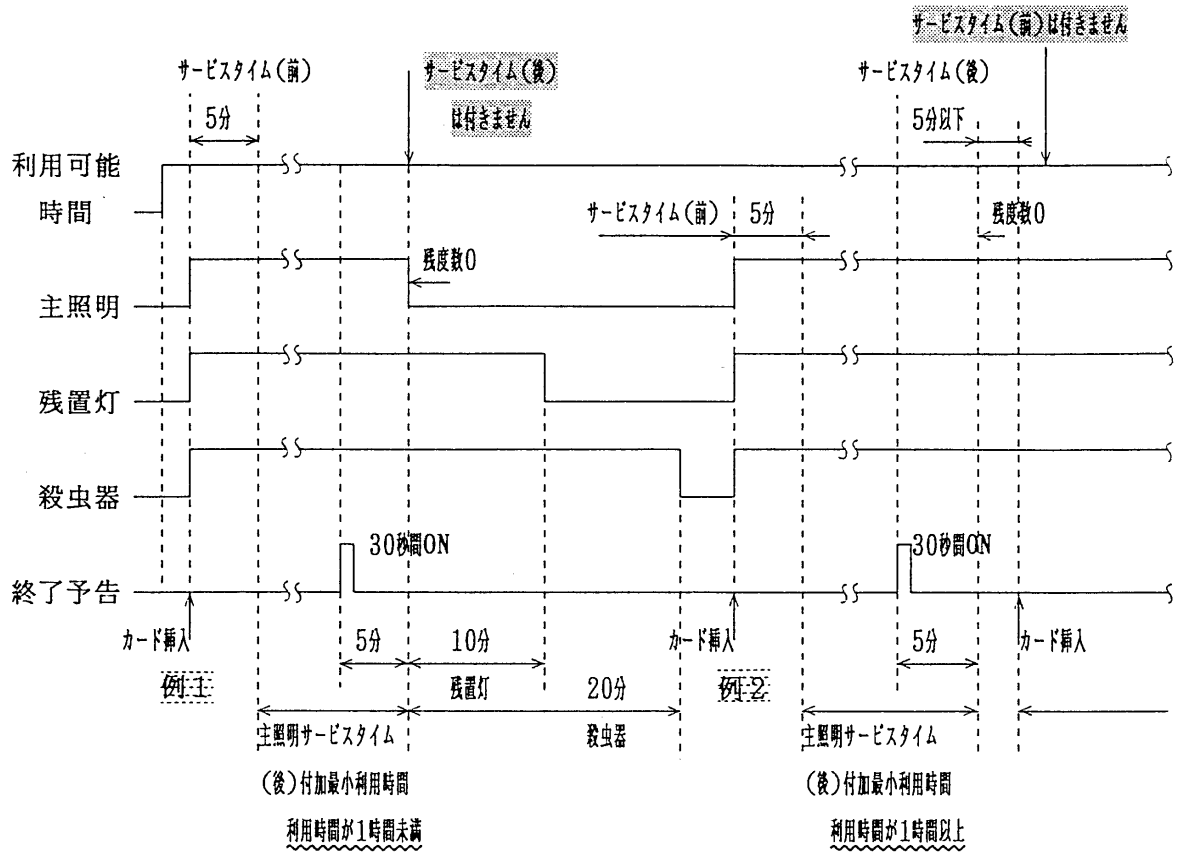 サービスタイム(前)は付きません
サービスタイム(前)
サービスタイム(後)
は付きません
サービスタイム(後)
5分
5分以下
利用可能
時間
サービスタイム(前)
5分
残度数0
主照明
残度数0
残置灯
殺虫器
終了予告
30秒間ON
30秒間ON
カード挿入
5分
10分
カード挿入
5分
カード挿入
例1
残置灯
20分
例2
主照明サービスタイム
殺虫器
主照明サービスタイム
(後)付加最小利用時間
(後)付加最小利用時間
利用時間が1時間未満
利用時間が1時間以上